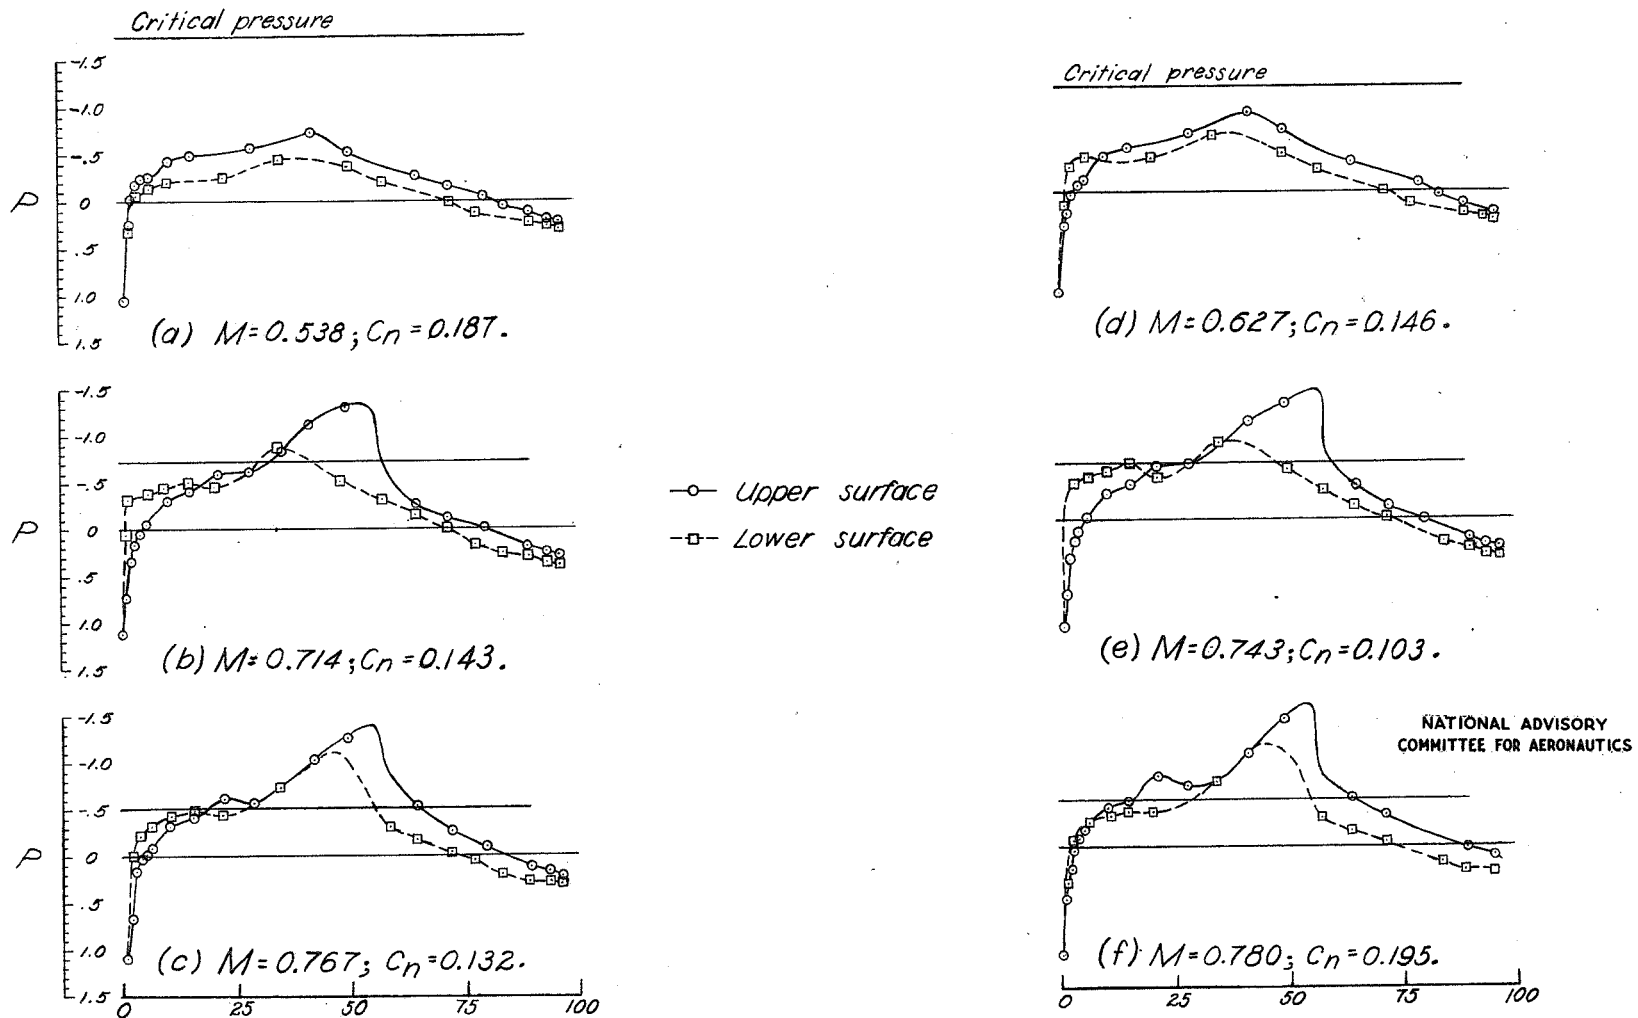 Critical pressure
-1.5
-1.0
-.5
P
0
.5
1.0
1.5
(a) M=0.538; Cn=0.187.
Critical pressure
(d) M=0.627; Cn=0.146.
-1.5
-1.0
-.5
P
0
.5
1.0
1.5
(b) M=0.714; Cn=0.143.
Upper surface
Lower surface
(e) M=0.743; Cn=0.103.
-1.5
-1.0
-.5
P
0
.5
1.0
1.5
(c) M=0.767; Cn=0.132.
0 25 50 75 100
NATIONAL ADVISORY
COMMITTEE FOR AERONAUTICS
(f) M=0.780; Cn=0.195.
0 25 50 75 100